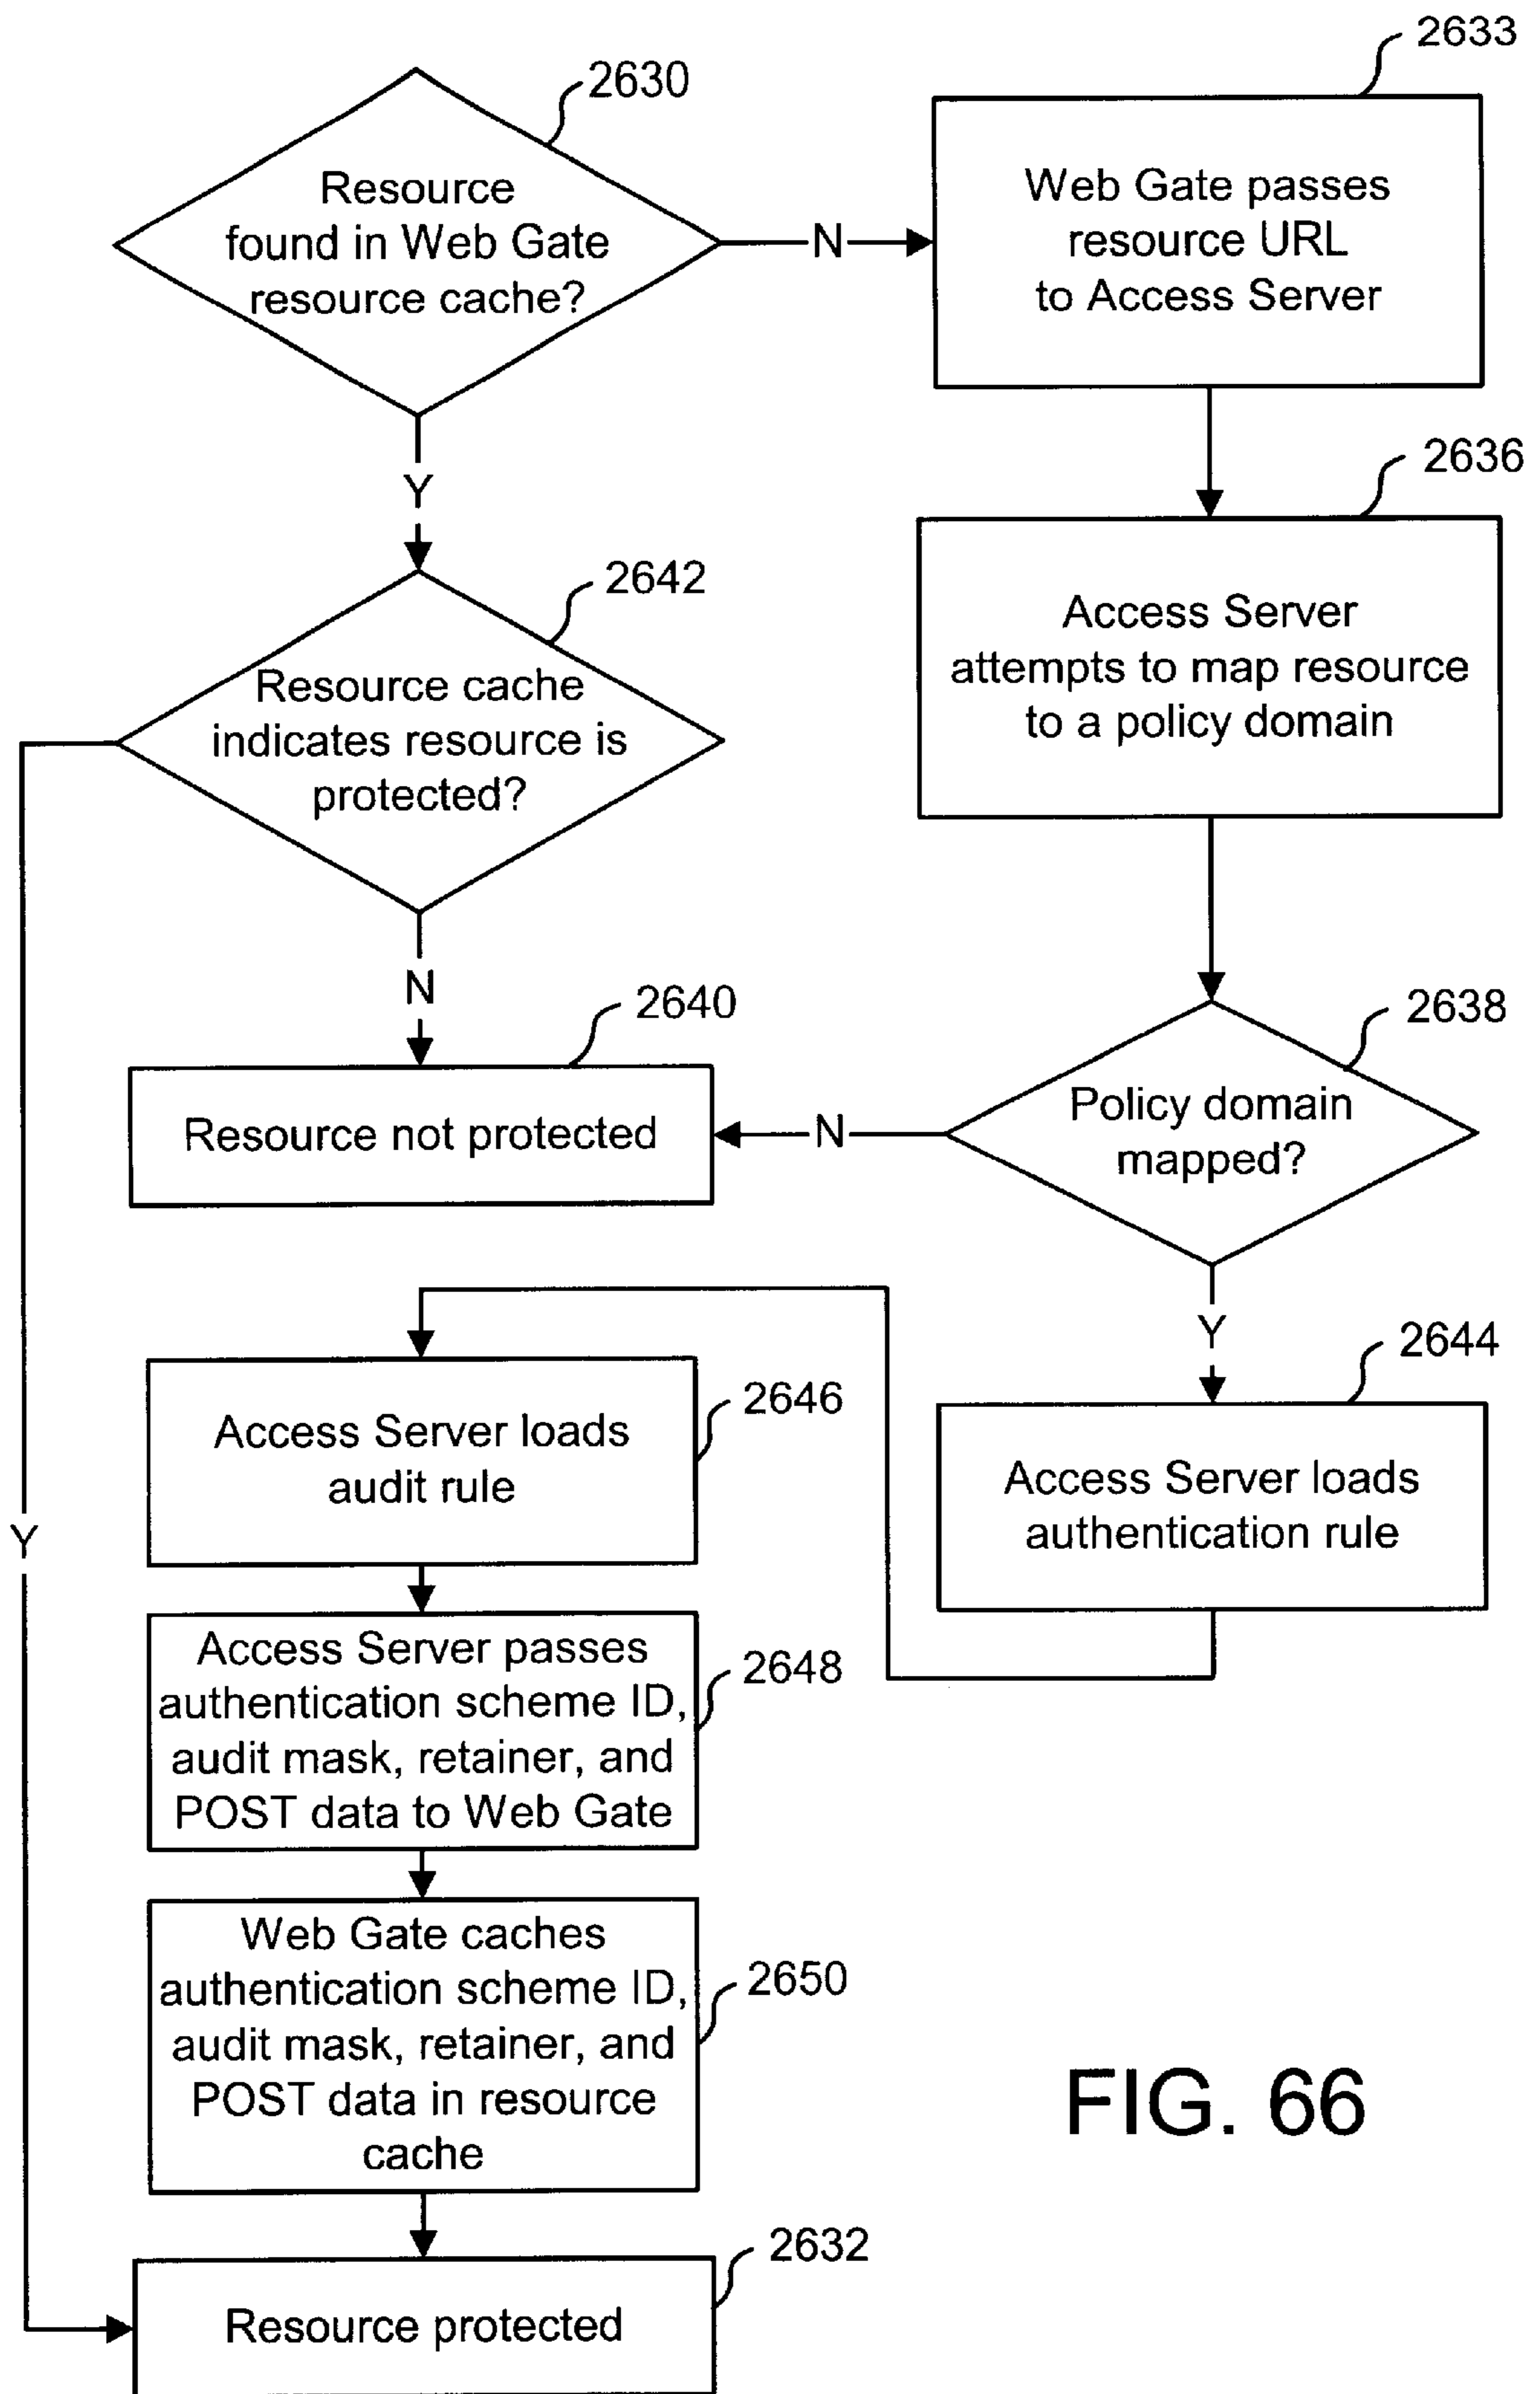 2630
Resource
found in Web Gate
resource cache?
N
2633
Web Gate passes
resource URL
to Access Server
Y
2636
Access Server
attempts to map resource
to a policy domain
2642
Resource cache
indicates resource is
protected?
N
2640
Resource not protected
2638
Policy domain
mapped?
N
Y
2644
Access Server loads
authentication rule
2646
Access Server loads
audit rule
Y
2648
Access Server passes
authentication scheme ID,
audit mask, retainer, and
POST data to Web Gate
2650
Web Gate caches
authentication scheme ID,
audit mask, retainer, and
POST data in resource
cache
2632
Resource protected
FIG. 66